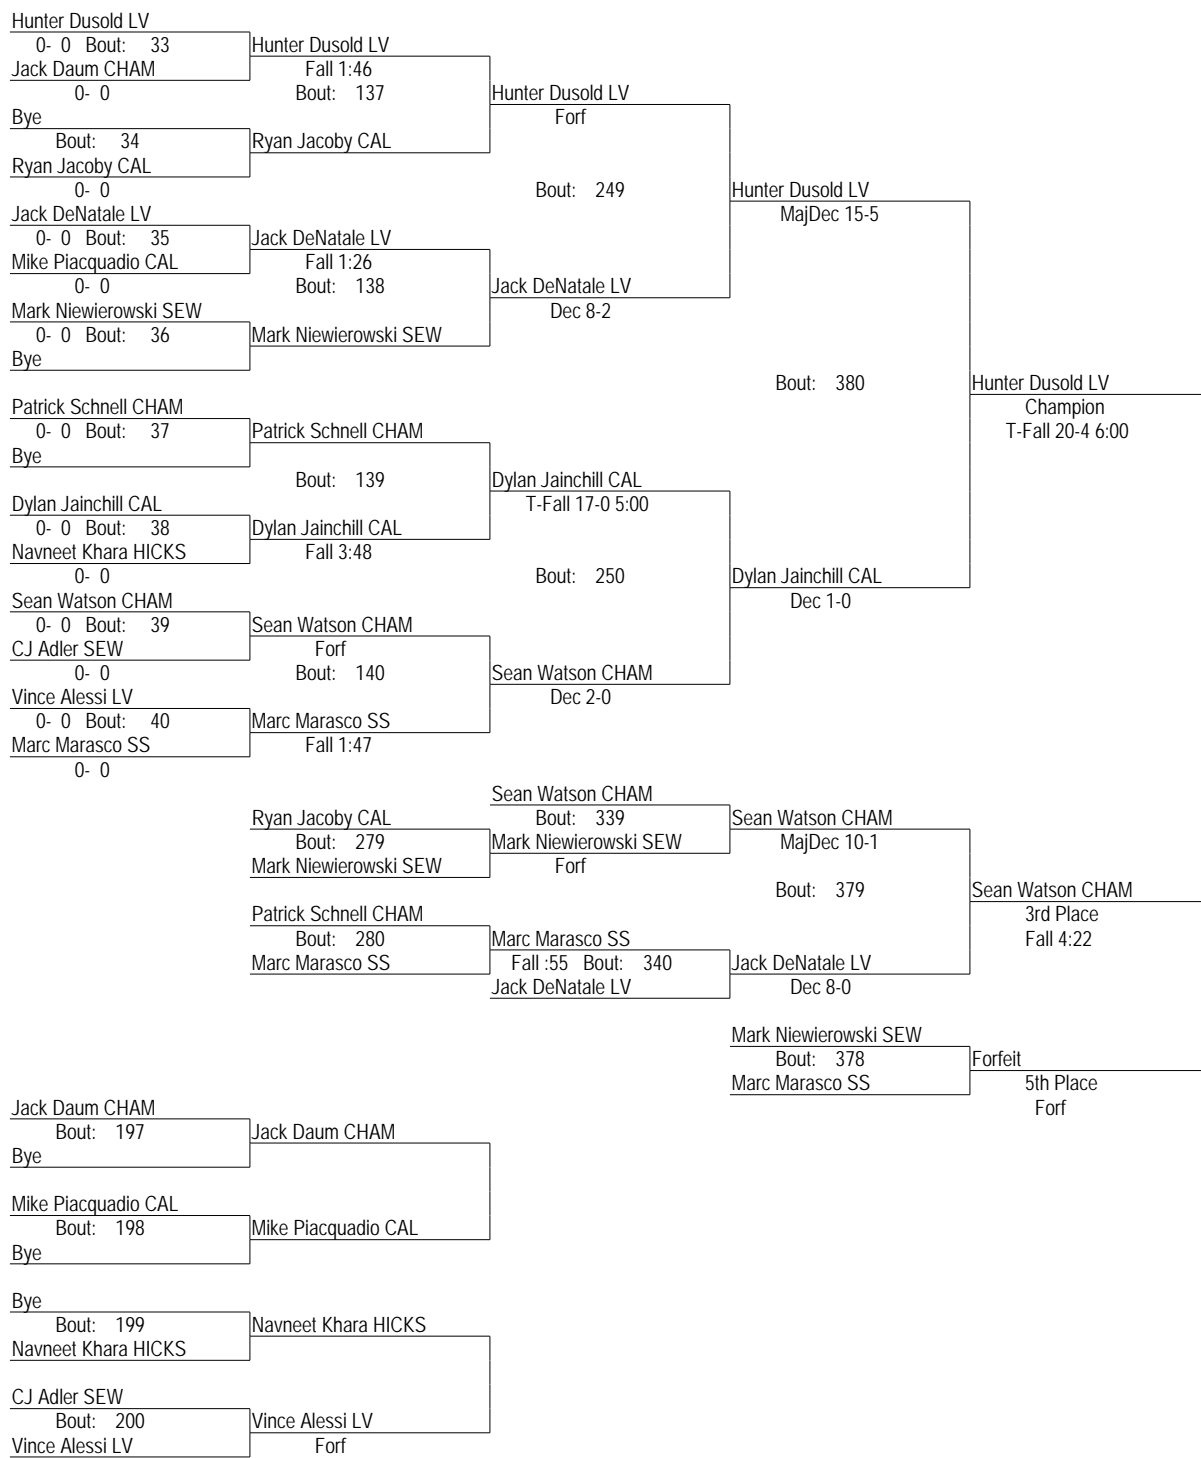 Hunter Dusold LV
0- 0 Bout: 33 Hunter Dusold LV
Jack Daum CHAM Fall 1:46
0- 0 Bout: 137 Hunter Dusold LV
Bye Forf
Bout: 34 Ryan Jacoby CAL
Ryan Jacoby CAL
0- 0 Bout: 249 Hunter Dusold LV
Jack DeNatale LV MajDec 15-5
0- 0 Bout: 35 Jack DeNatale LV
Mike Piacquadio CAL Fall 1:26
0- 0 Bout: 138 Jack DeNatale LV
Mark Niewierowski SEW Dec 8-2
0- 0 Bout: 36 Mark Niewierowski SEW
Bye
Bout: 380 Hunter Dusold LV
Patrick Schnell CHAM Champion
0- 0 Bout: 37 Patrick Schnell CHAM T-Fall 20-4 6:00
Bye
Bout: 139 Dylan Jainchill CAL
Dylan Jainchill CAL T-Fall 17-0 5:00
0- 0 Bout: 38 Dylan Jainchill CAL
Navneet Khara HICKS Fall 3:48
0- 0 Bout: 250 Dylan Jainchill CAL
Sean Watson CHAM Dec 1-0
0- 0 Bout: 39 Sean Watson CHAM
CJ Adler SEW Forf
0- 0 Bout: 140 Sean Watson CHAM
Vince Alessi LV Dec 2-0
0- 0 Bout: 40 Marc Marasco SS
Marc Marasco SS Fall 1:47
0- 0
Sean Watson CHAM
Ryan Jacoby CAL Bout: 339 Sean Watson CHAM
Bout: 279 Mark Niewierowski SEW MajDec 10-1
Mark Niewierowski SEW Forf
Bout: 379 Sean Watson CHAM
Patrick Schnell CHAM 3rd Place
Bout: 280 Marc Marasco SS Fall 4:22
Marc Marasco SS Fall :55 Bout: 340 Jack DeNatale LV
Jack DeNatale LV Dec 8-0
Mark Niewierowski SEW
Bout: 378 Forfeit
Marc Marasco SS 5th Place
Jack Daum CHAM Forf
Bout: 197 Jack Daum CHAM
Bye
Mike Piacquadio CAL
Bout: 198 Mike Piacquadio CAL
Bye
Bye
Bout: 199 Navneet Khara HICKS
Navneet Khara HICKS
CJ Adler SEW
Bout: 200 Vince Alessi LV
Vince Alessi LV Forf